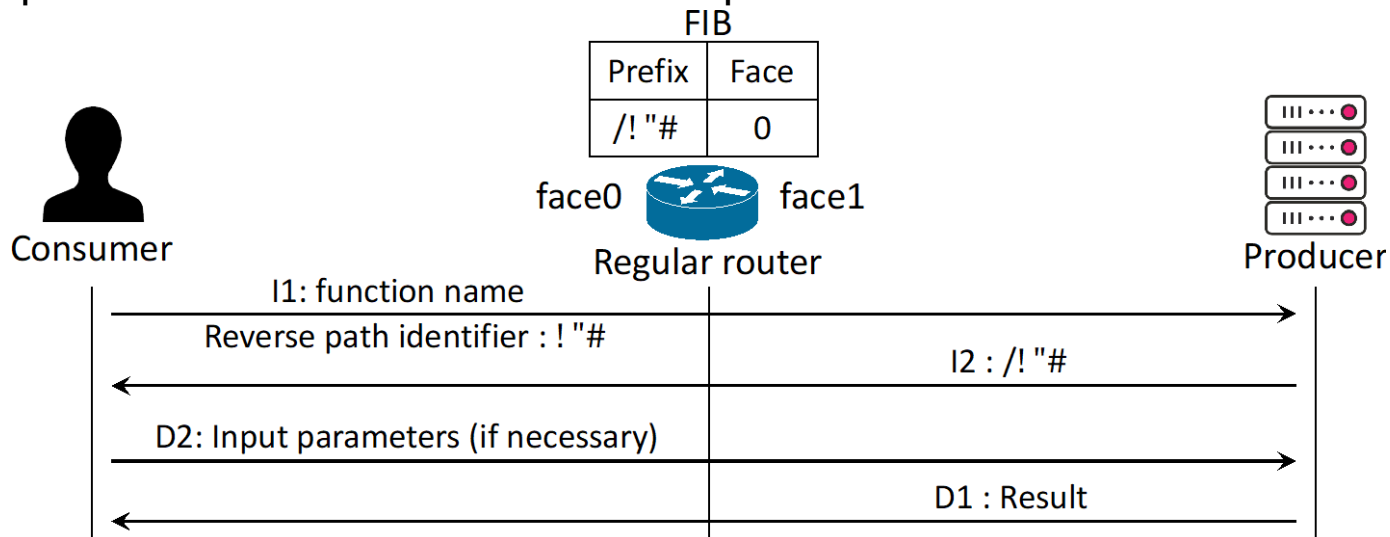 FIB
Prefix Face
/! "# 0
face0 face1
Consumer
Regular router
Producer
I1: function name
Reverse path identifier : ! "#
I2 : /! "#
D2: Input parameters (if necessary)
D1 : Result